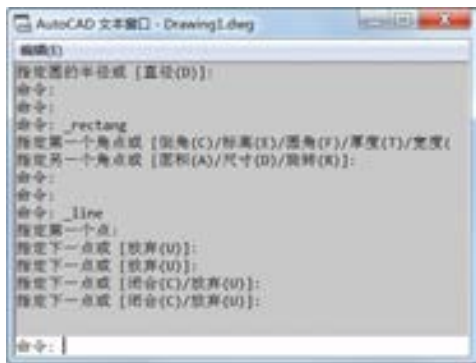 AutoCAD 文本窗口 - Drawing1.dwg
编辑(E)
指定圆的半径或 [直径(D)]:
命令:
命令:
命令: _rectang
指定第一个角点或 [倒角(C)/标高(E)/圆角(F)/厚度(T)/宽度(
指定另一个角点或 [面积(A)/尺寸(D)/旋转(R)]:
命令:
命令:
命令: _line
指定第一个点:
指定下一点或 [放弃(U)]:
指定下一点或 [放弃(U)]:
指定下一点或 [闭合(C)/放弃(U)]:
指定下一点或 [闭合(C)/放弃(U)]:
命令: